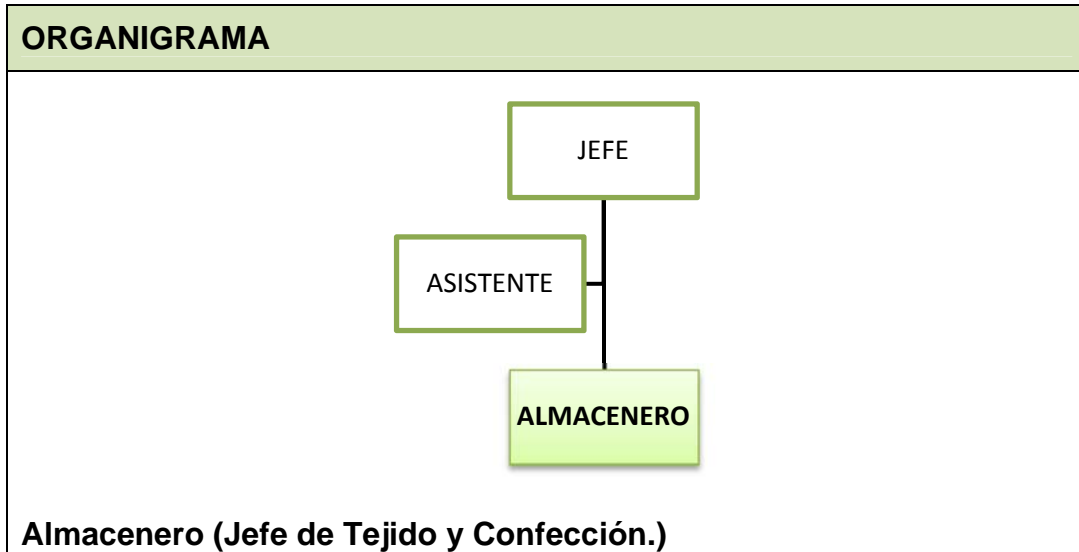 ORGANIGRAMA
JEFE
ASISTENTE
ALMACENERO
Almacenero (Jefe de Tejido y Confección.)